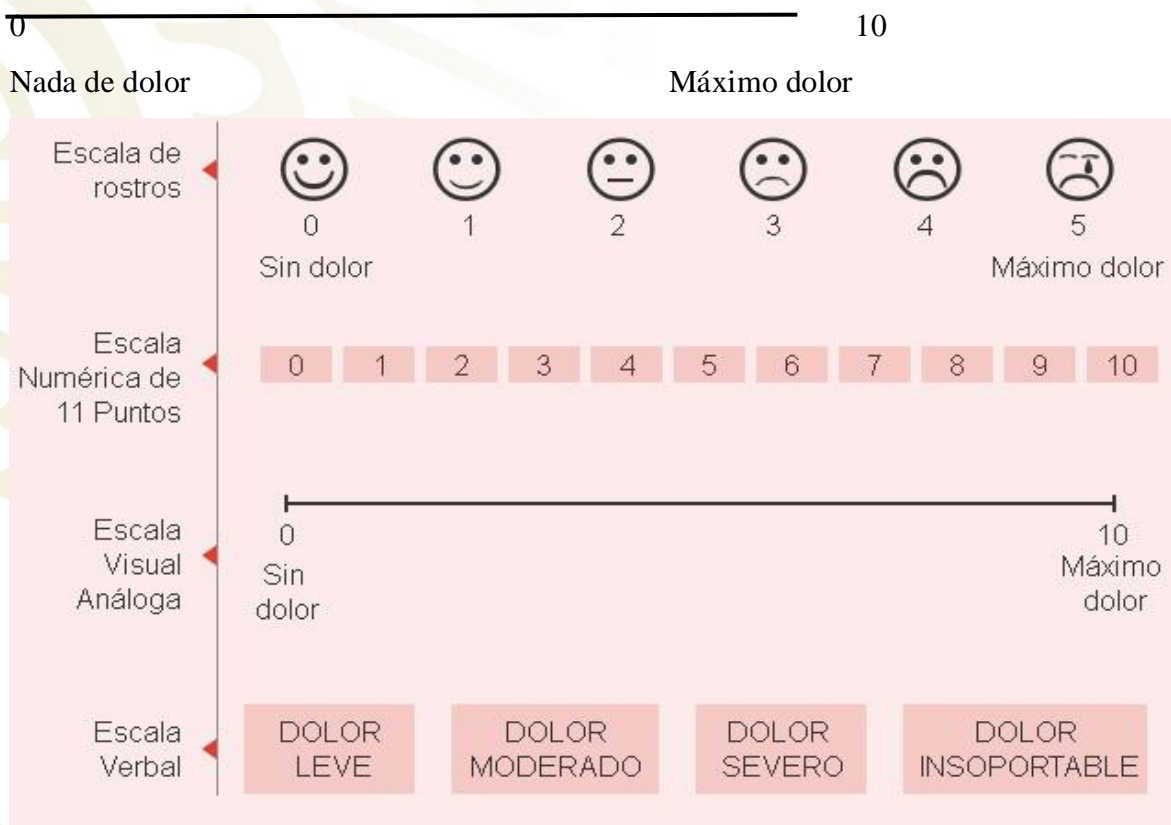 0 10
Nada de dolor Máximo dolor
Escala de
rostros
0 1 2 3 4 5
Sin dolor Máximo dolor
Escala
Numérica de
11 Puntos
0 1 2 3 4 5 6 7 8 9 10
Escala
Visual
Análoga
0 10
Sin
dolor
Máximo
dolor
Escala
Verbal
DOLOR
LEVE
DOLOR
MODERADO
DOLOR
SEVERO
DOLOR
INSOPORTABLE